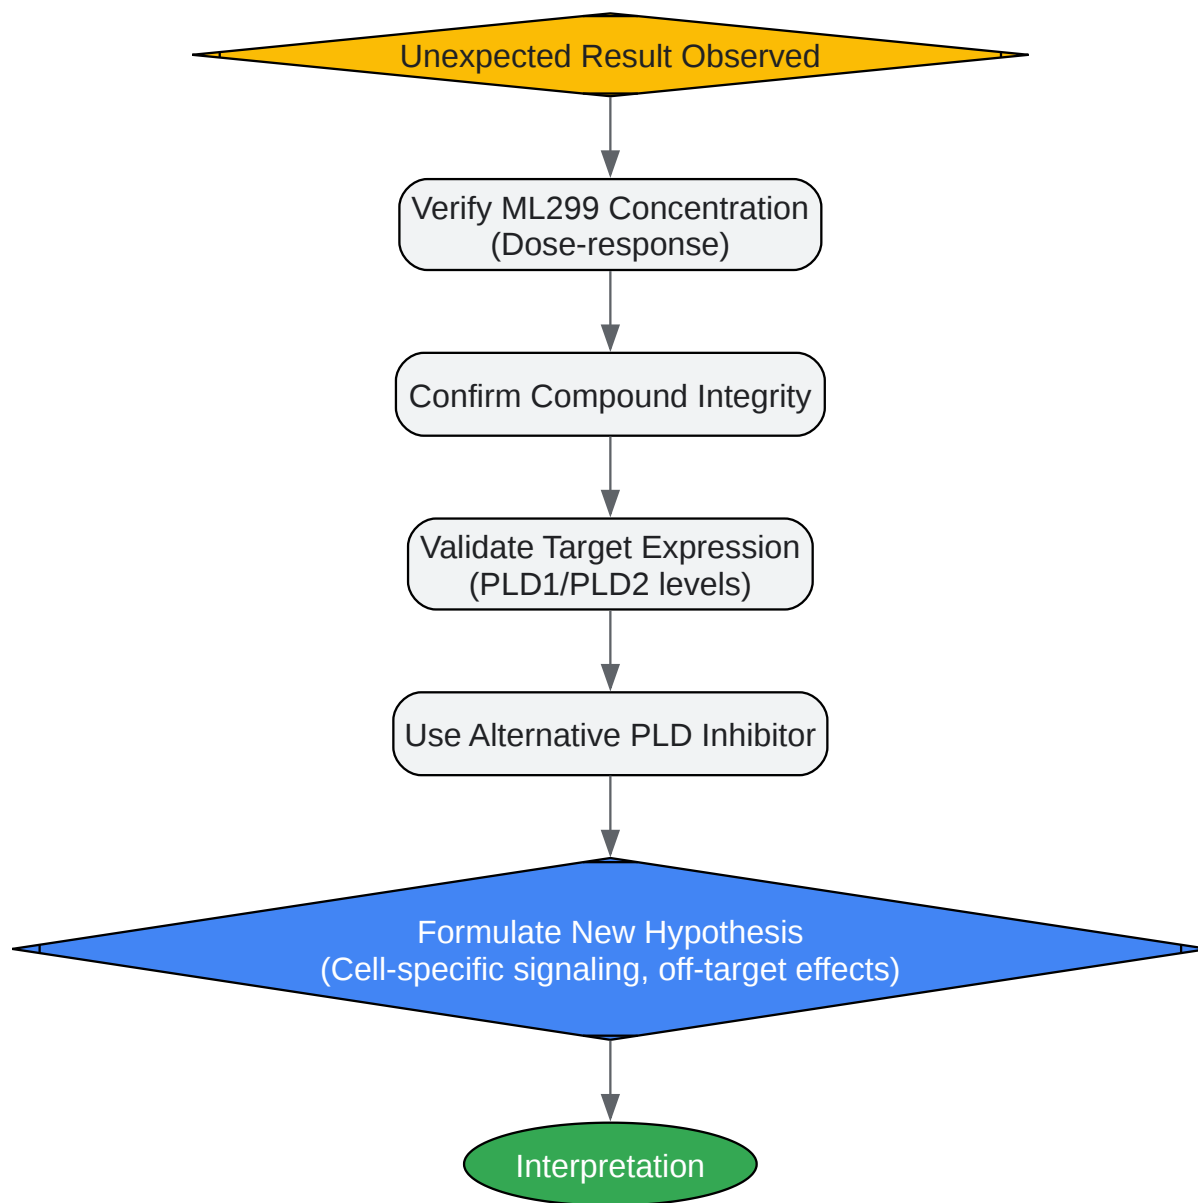 Unexpected Result Observed
Verify ML299 Concentration
(Dose-response)
Confirm Compound Integrity
Validate Target Expression
(PLD1/PLD2 levels)
Use Alternative PLD Inhibitor
Formulate New Hypothesis
(Cell-specific signaling, off-target effects)
Interpretation